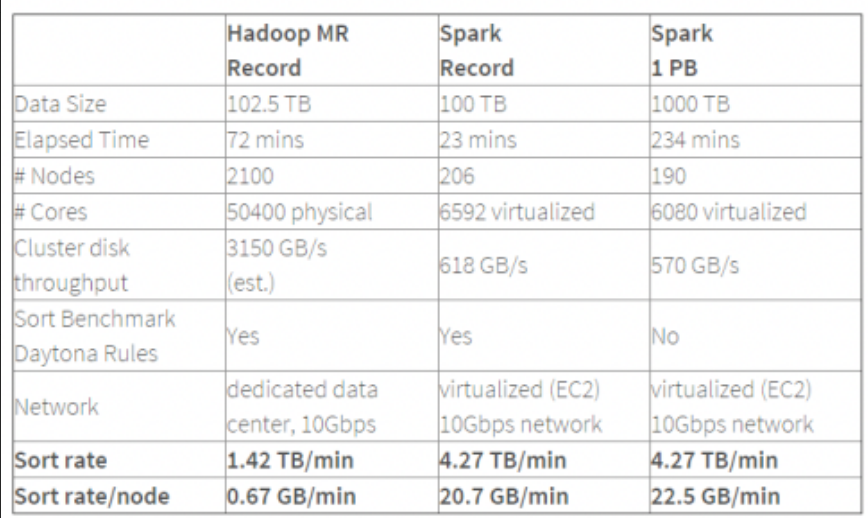 Hadoop MR Record Spark Record Spark 1 PB
Data Size 102.5 TB 100 TB 1000 TB
Elapsed Time 72 mins 23 mins 234 mins
# Nodes 2100 206 190
# Cores 50400 physical 6592 virtualized 6080 virtualized
Cluster disk throughput 3150 GB/s (est.) 618 GB/s 570 GB/s
Sort Benchmark Daytona Rules Yes Yes No
Network dedicated data center, 10Gbps virtualized (EC2) 10Gbps network virtualized (EC2) 10Gbps network
Sort rate 1.42 TB/min 4.27 TB/min 4.27 TB/min
Sort rate/node 0.67 GB/min 20.7 GB/min 22.5 GB/min